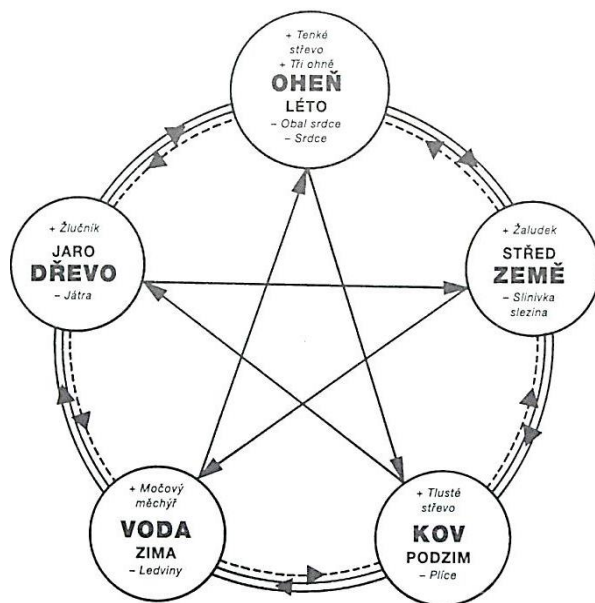 + Tenké
střevo
+ Tři ohně
OHEŇ
LÉTO
– Obal srdce
– Srdce
+ Žlučník
JARO
DŘEVO
– Játra
+ Žaludek
STŘED
ZEMĚ
– Slinivka
slezina
+ Močový
měchýř
VODA
ZIMA
– Ledviny
+ Tlusté
střevo
KOV
PODZIM
– Plíce